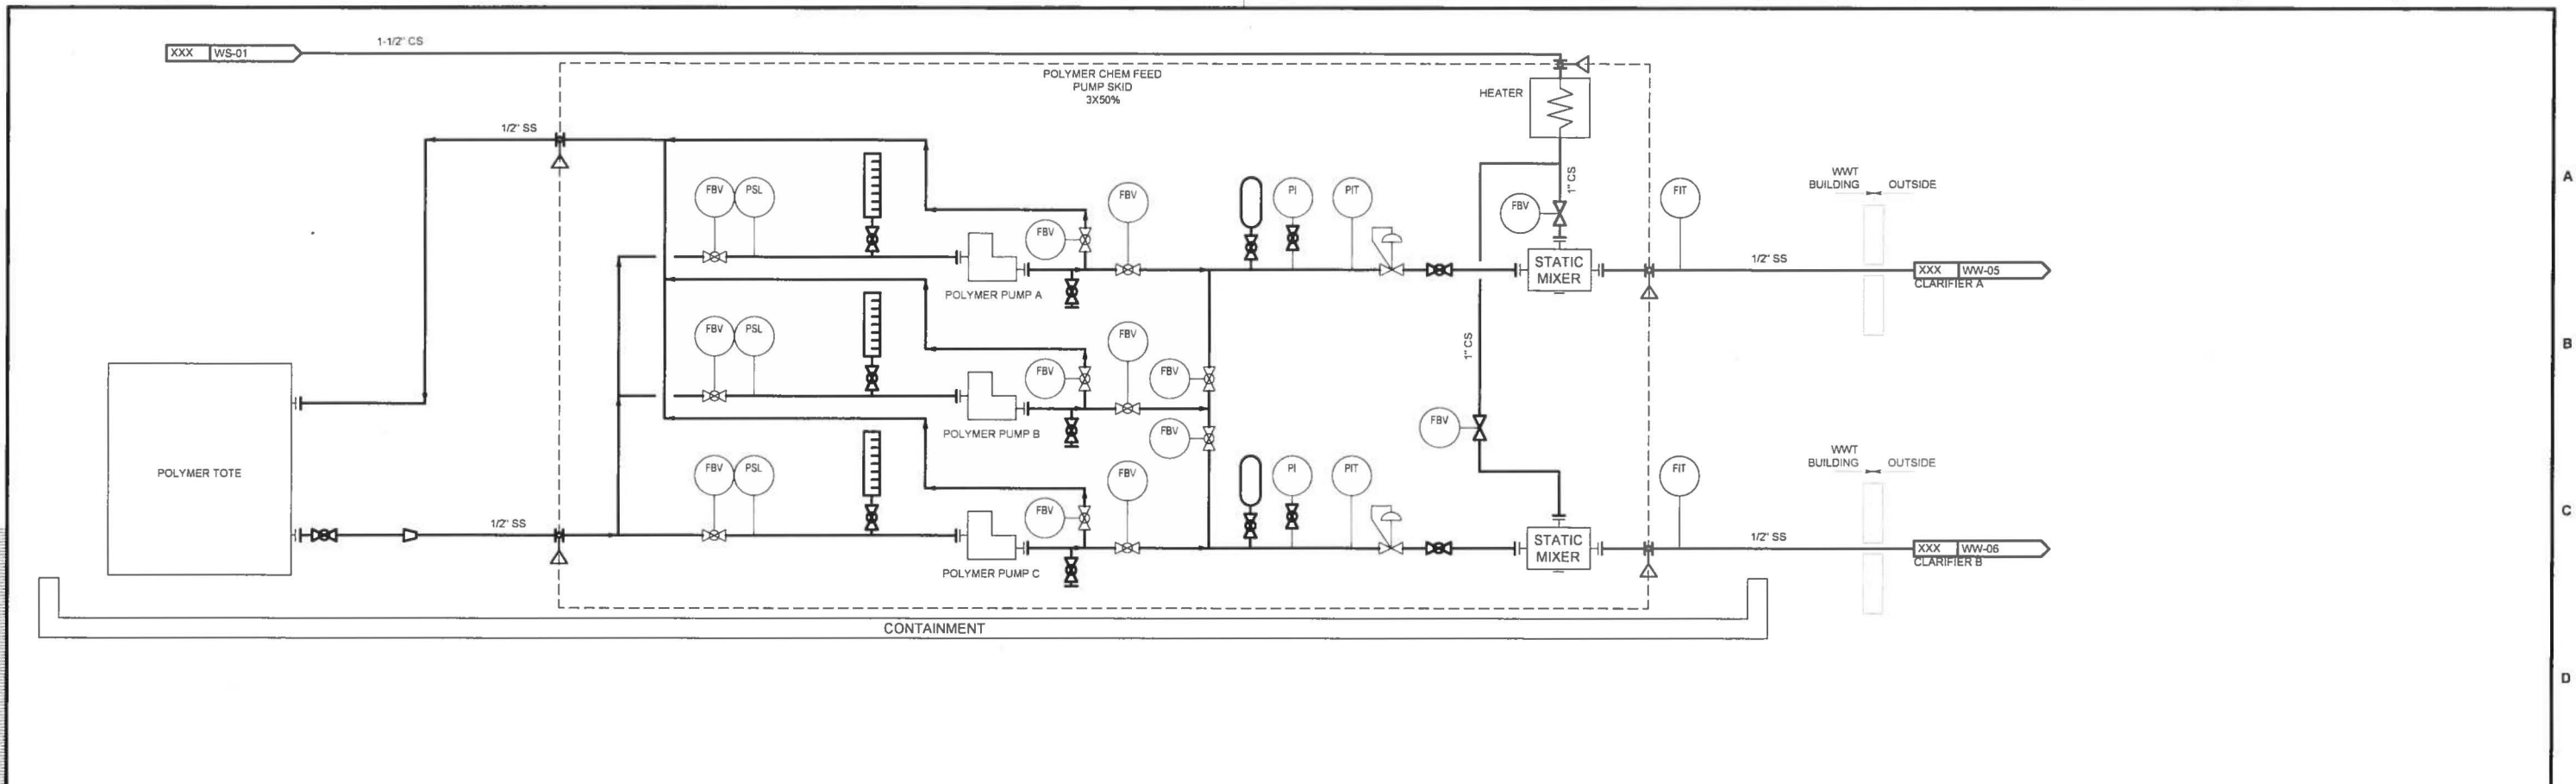 1-1/2" CS
XXX WS-01
POLYMER CHEM FEED
PUMP SKID
3X50%
HEATER
1/2" SS
1" CS
WWT
BUILDING OUTSIDE
A
FBV PSL
FBV
FBV
PI
PIT
FBV
FIT
STATIC
MIXER
1/2" SS
XXX WW-05
CLARIFIER A
POLYMER PUMP A
FBV PSL
FBV
FBV
FBV
1" CS
B
POLYMER PUMP B
FBV
FBV
WWT
BUILDING OUTSIDE
POLYMER TOTE
FBV PSL
FBV
FBV
PI
PIT
FIT
C
1/2" SS
STATIC
MIXER
1/2" SS
XXX WW-06
CLARIFIER B
POLYMER PUMP C
CONTAINMENT
D